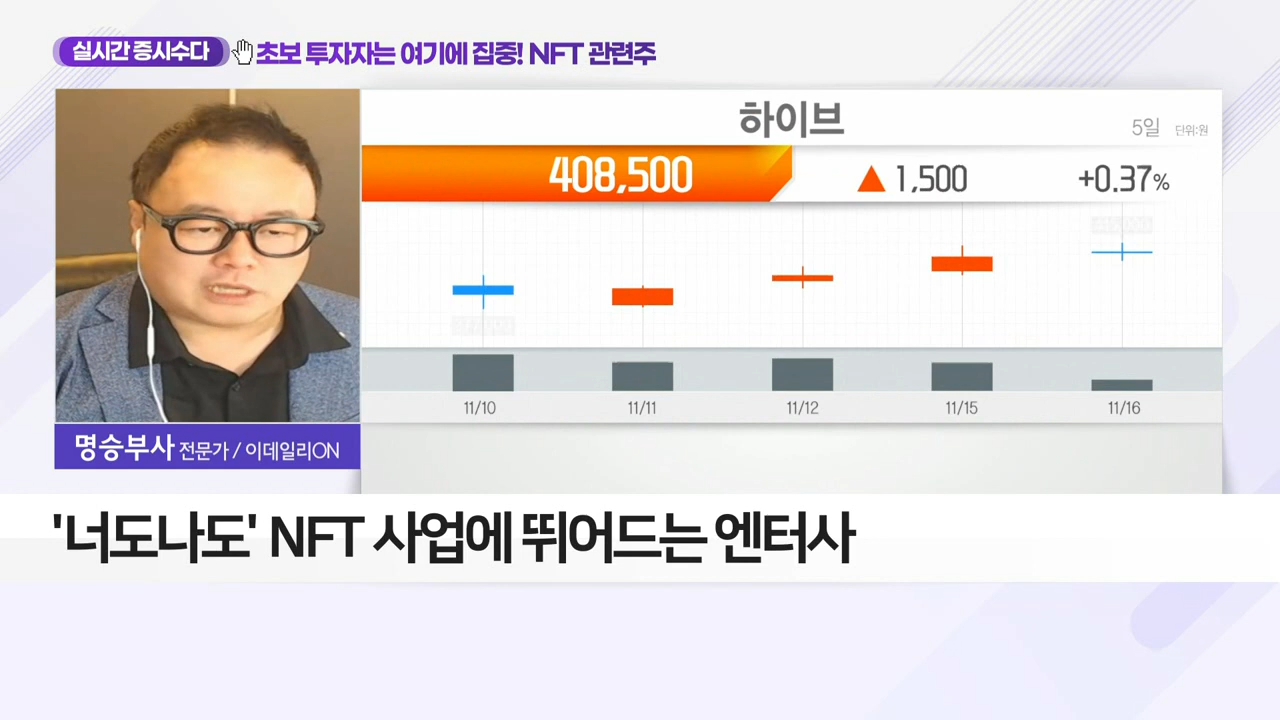 실시간 증시수다 초보 투자자는 여기에 집중! NFT 관련주
하이브
5일 단위:원
408,500 ▲ 1,500 +0.37%
11/10 11/11 11/12 11/15 11/16
명승부사 전문가 / 이데일리ON
'너도나도' NFT 사업에 뛰어드는 엔터사